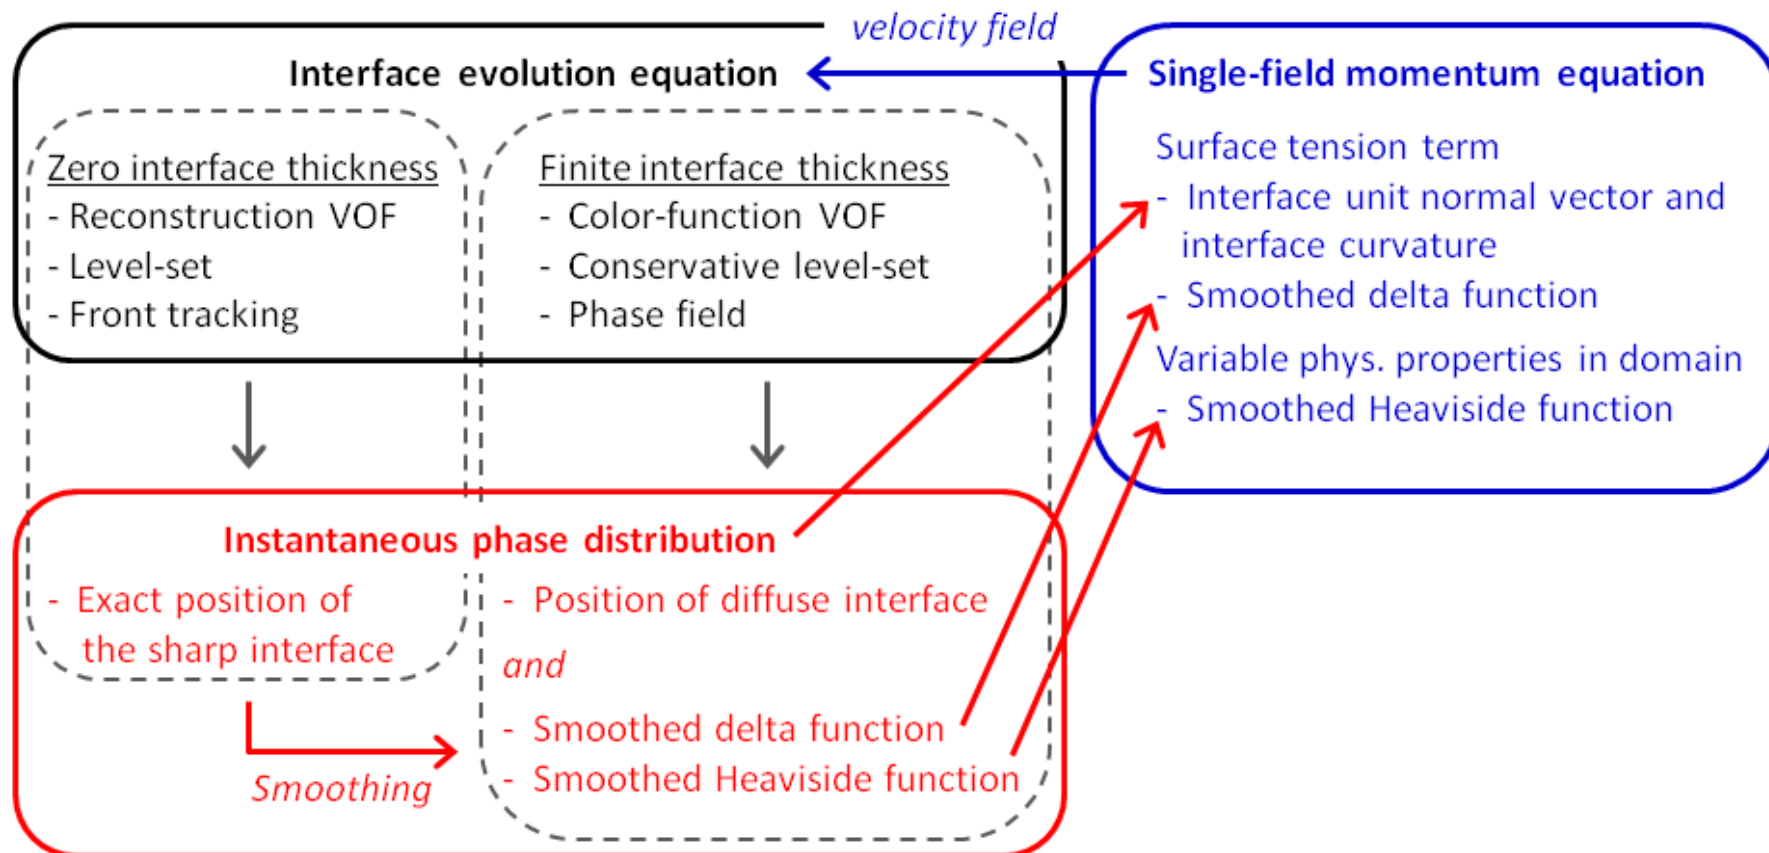 velocity field
Interface evolution equation
Zero interface thickness
- Reconstruction VOF
- Level-set
- Front tracking
Finite interface thickness
- Color-function VOF
- Conservative level-set
- Phase field
Single-field momentum equation
Surface tension term
- Interface unit normal vector and
interface curvature
- Smoothed delta function
Variable phys. properties in domain
- Smoothed Heaviside function
Instantaneous phase distribution
- Exact position of
the sharp interface
Smoothing
- Position of diffuse interface
and
- Smoothed delta function
- Smoothed Heaviside function